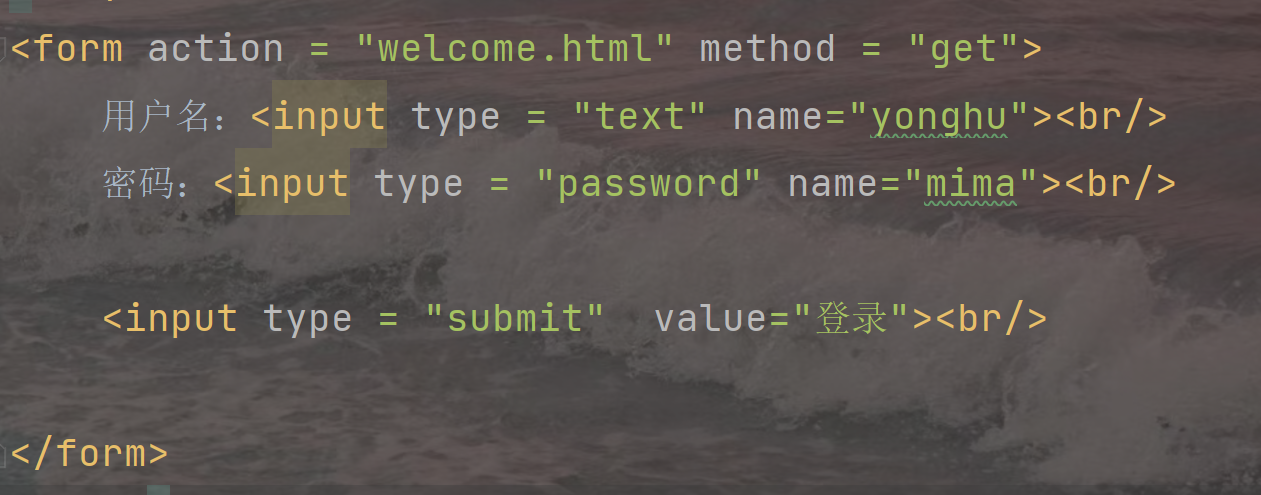 <form action = "welcome.html" method = "get">
用户名：<input type = "text" name="yonghu"><br/>
密码：<input type = "password" name="mima"><br/>
<input type = "submit"  value="登录"><br/>
</form>